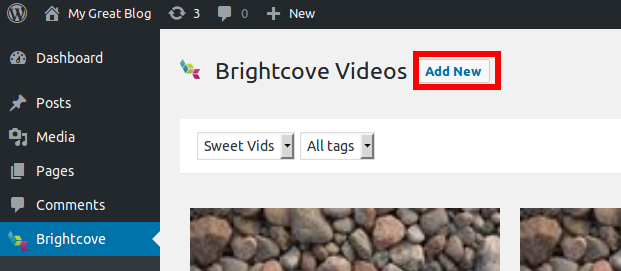 My Great Blog 3 0 New
Dashboard
Posts
Media
Pages
Comments
Brightcove
Brightcove Videos Add New
Sweet Vids All tags